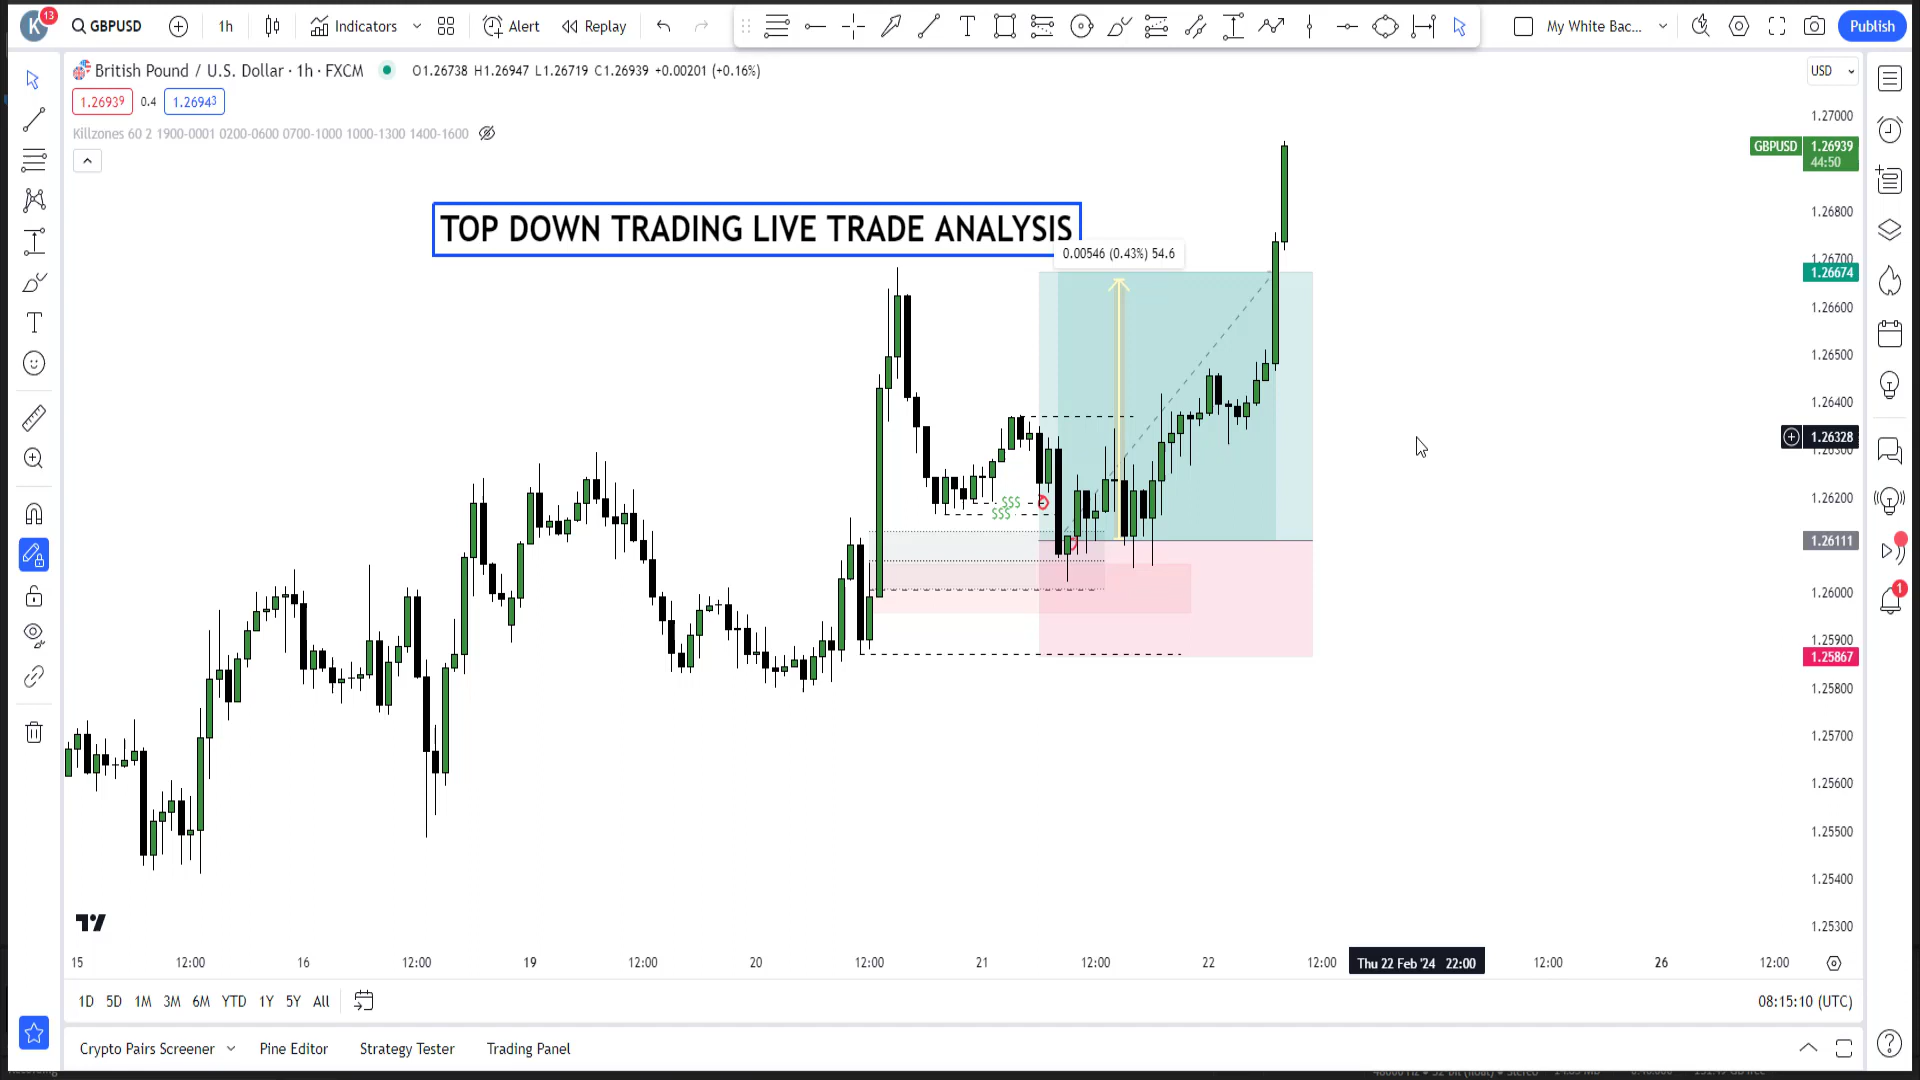 K 13 GBPUSD 1h Indicators Alert Replay My White Bac... Publish
British Pound / U.S. Dollar · 1h · FXCM O1.26738 H1.26947 L1.26719 C1.26939 +0.00201 (+0.16%)
USD
1.26939 0.4 1.26943
Killzones 60 2 1900-0001 0200-0600 0700-1000 1000-1300 1400-1600
TOP DOWN TRADING LIVE TRADE ANALYSIS
0.00546 (0.43%) 54.6
$$$
$$$
1.27000
GBPUSD 1.26939
44:50
1.26800
1.26700
1.26674
1.26600
1.26500
1.26400
1.26328
1.26300
1.26200
1.26111
1.26000
1.25900
1.25867
1.25800
1.25700
1.25600
1.25500
1.25400
1.25300
1
15 12:00 16 12:00 19 12:00 20 12:00 21 12:00 22 12:00 Thu 22 Feb '24 22:00 12:00 26 12:00
1D 5D 1M 3M 6M YTD 1Y 5Y All 08:15:10 (UTC)
Crypto Pairs Screener Pine Editor Strategy Tester Trading Panel